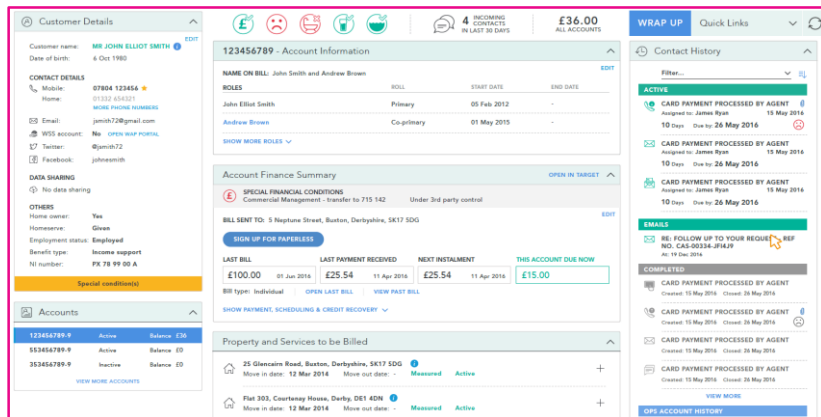 Customer Details
EDIT
Customer name: MR JOHN ELLIOT SMITH
Date of birth: 6 Oct 1980
CONTACT DETAILS
Mobile: 07804 123456
Home: 01332 654321
MORE PHONE NUMBERS
Email: jsmith72@gmail.com
WSS account: No OPEN WAP PORTAL
Twitter: @jsmith72
Facebook: johnesmith
DATA SHARING
No data sharing
OTHERS
Home owner: Yes
Homeserve: Given
Employment status: Employed
Benefit type: Income support
NI number: PX 78 99 00 A
Special condition(s)
Accounts
123456789-9 Active Balance £36
553456789-9 Active Balance £0
353456789-9 Inactive Balance £0
VIEW MORE ACCOUNTS
4 INCOMING CONTACTS IN LAST 30 DAYS
£36.00
ALL ACCOUNTS
123456789 - Account Information
EDIT
NAME ON BILL: John Smith and Andrew Brown
ROLES ROLL START DATE END DATE
John Elliot Smith Primary 05 Feb 2012 -
Andrew Brown Co-primary 01 May 2015 -
SHOW MORE ROLES
Account Finance Summary OPEN IN TARGET
SPECIAL FINANCIAL CONDITIONS
Commercial Management - transfer to 715 142 Under 3rd party control
EDIT
BILL SENT TO: 5 Neptune Street, Buxton, Derbyshire, SK17 5DG
SIGN UP FOR PAPERLESS
LAST BILL LAST PAYMENT RECEIVED NEXT INSTALMENT THIS ACCOUNT DUE NOW
£100.00 01 Jun 2016 £25.54 11 Apr 2016 £25.54 11 Apr 2016 £15.00
Bill type: Individual OPEN LAST BILL VIEW PAST BILL
SHOW PAYMENT, SCHEDULING & CREDIT RECOVERY
Property and Services to be Billed
25 Glencairn Road, Buxton, Derbyshire, SK17 5DG
Move in date: 12 Mar 2014 Move out date: - Measured Active
Flat 303, Courtenay House, Derby, DE1 4DN
Move in date: 12 Mar 2014 Move out date: - Measured Active
WRAP UP Quick Links
Contact History
Filter...
ACTIVE
CARD PAYMENT PROCESSED BY AGENT
Assigned to: James Ryan 15 May 2016
10 Days Due by: 26 May 2016
CARD PAYMENT PROCESSED BY AGENT
Assigned to: James Ryan 15 May 2016
10 Days Due by: 26 May 2016
CARD PAYMENT PROCESSED BY AGENT
Assigned to: James Ryan 15 May 2016
10 Days Due by: 26 May 2016
EMAILS
RE: FOLLOW UP TO YOUR REQUEST REF
NO. CAS-00334-JFI4J9
At: 19 Dec 2016
COMPLETED
CARD PAYMENT PROCESSED BY AGENT
Created: 15 May 2016 Closed: 26 May 2016
CARD PAYMENT PROCESSED BY AGENT
Created: 15 May 2016 Closed: 26 May 2016
CARD PAYMENT PROCESSED BY AGENT
Created: 15 May 2016 Closed: 26 May 2016
CARD PAYMENT PROCESSED BY AGENT
Created: 15 May 2016 Closed: 26 May 2016
VIEW MORE
OPS ACCOUNT HISTORY